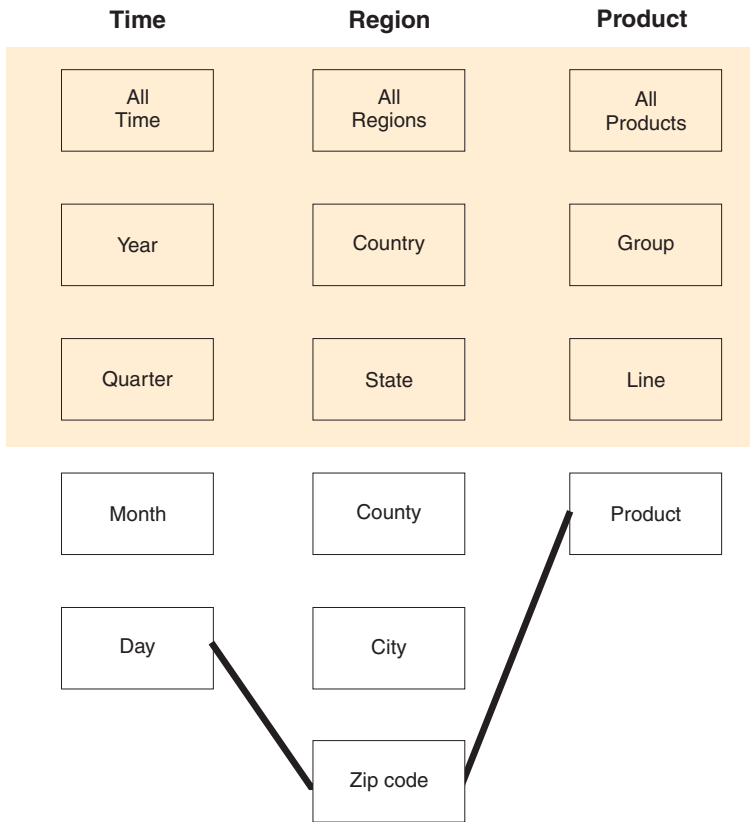 Time
Region
Product
All
Time
All
Regions
All
Products
Year
Country
Group
Quarter
State
Line
Month
County
Product
Day
City
Zip code